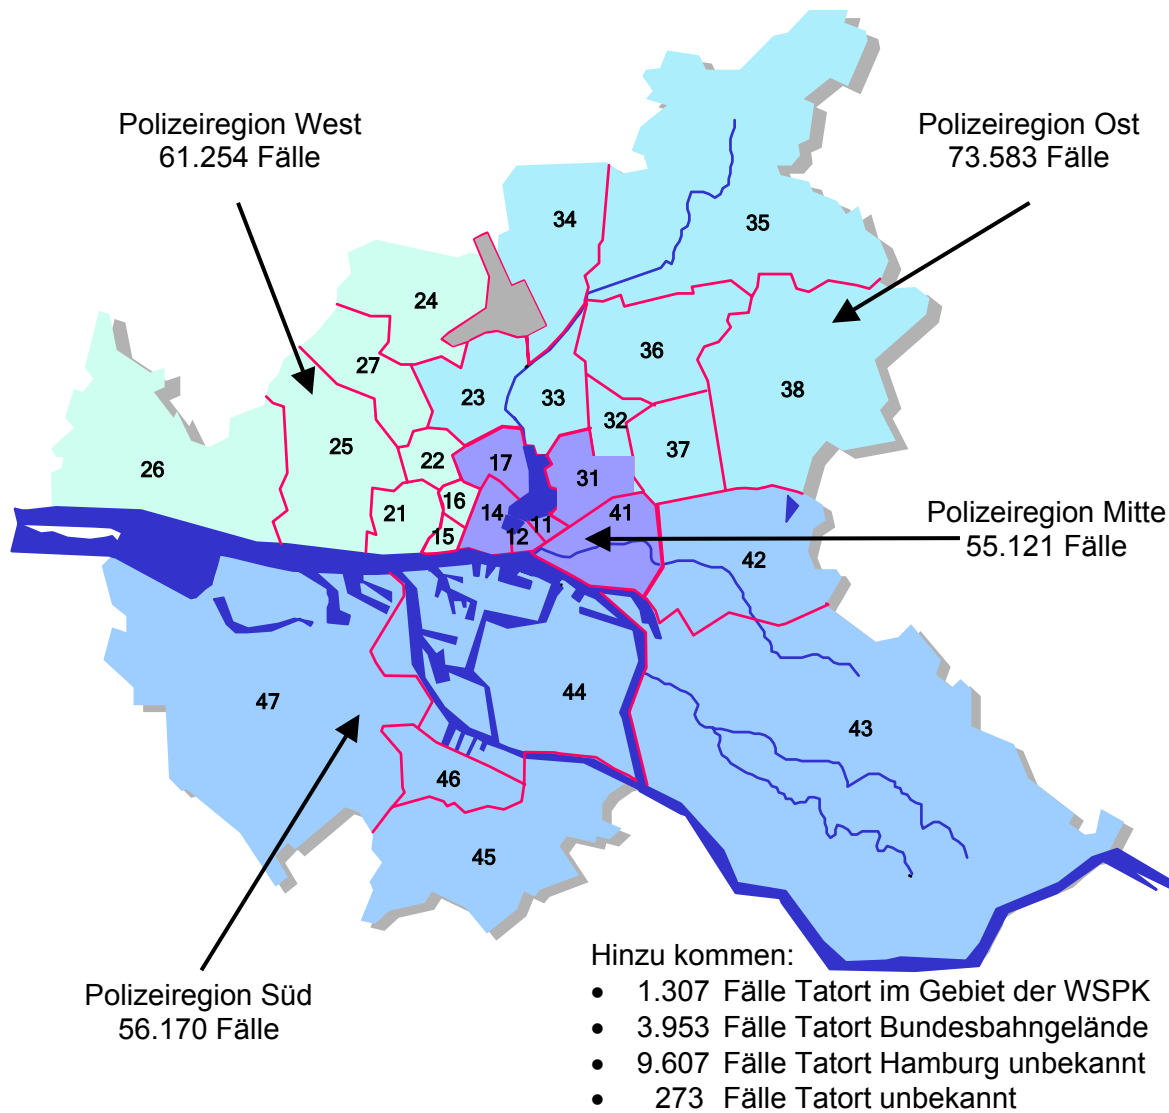 Polizeiregion West
61.254 Fälle
Polizeiregion Ost
73.583 Fälle
34
35
24
36
27
38
23
33
32
25
22
17
37
26
31
16
21
14
41
11
15
12
Polizeiregion Mitte
55.121 Fälle
42
47
44
43
46
45
Polizeiregion Süd
56.170 Fälle
Hinzu kommen:
• 1.307 Fälle Tatort im Gebiet der WSPK
• 3.953 Fälle Tatort Bundesbahngelände
• 9.607 Fälle Tatort Hamburg unbekannt
• 273 Fälle Tatort unbekannt